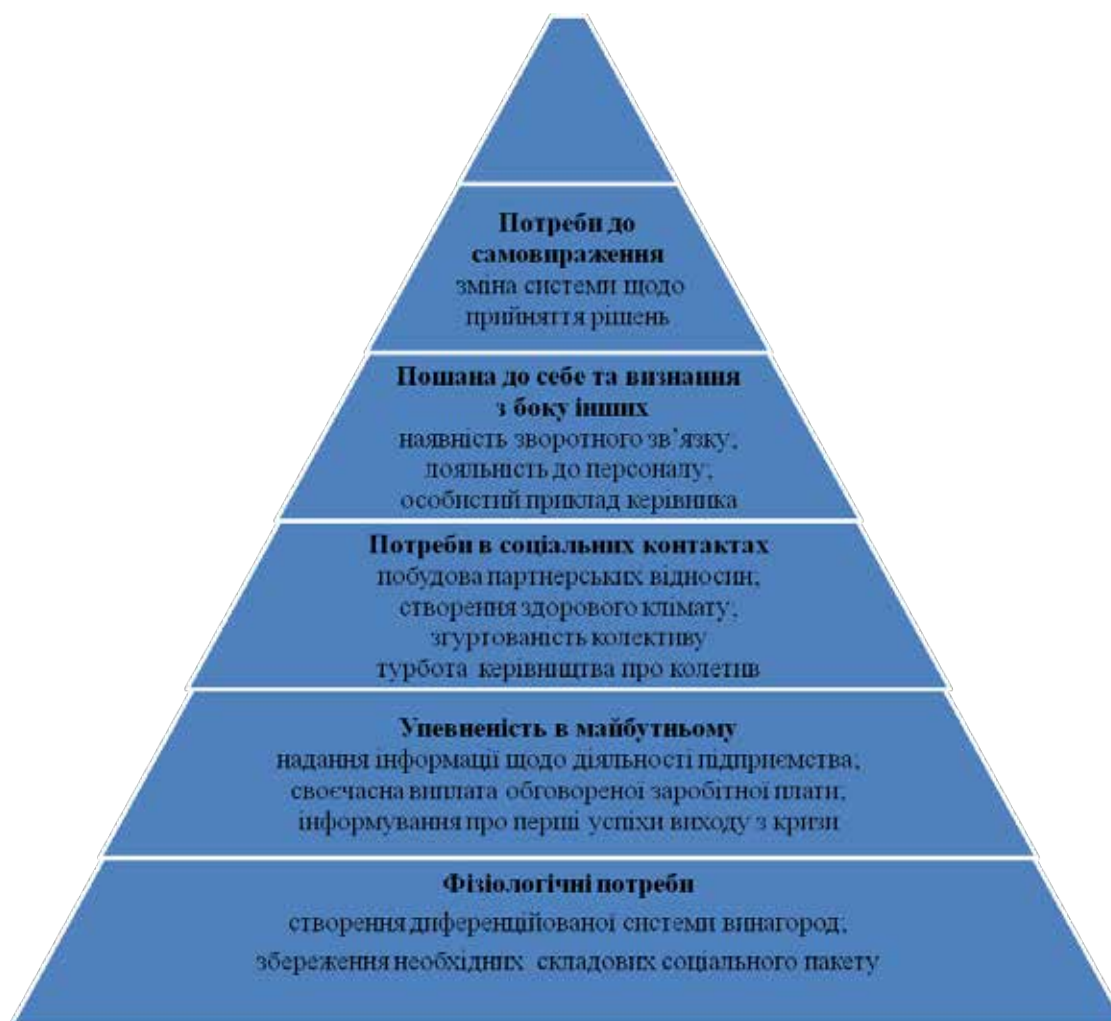 Потреби до
самовираження
зміна системи щодо
прийняття рішень
Пошана до себе та визнання
з боку інших
наявність зворотного зв’язку;
лояльність до персоналу;
особистий приклад керівника
Потреби в соціальних контактах
побудова партнерських відносин;
створення здорового клімату;
згуртованість колективу
турбота керівництва про колетив
Упевненість в майбутньому
надання інформації щодо діяльності підприємства;
своєчасна виплата обговореної заробітної плати;
інформування про перші успіхи виходу з кризи
Фізіологічні потреби
створення диференційованої системи винагород;
збереження необхідних складових соціального пакету